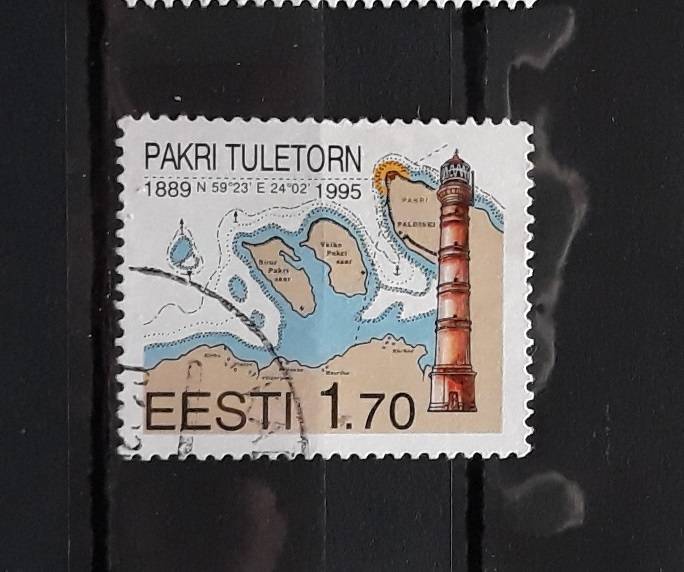 PAKRI TULETORN
1889 N 59°23' E 24°02' 1995
PAKRI
PALDISKI
Väike
Pakri
saar
Suur
Pakri
saar
EESTI 1.70